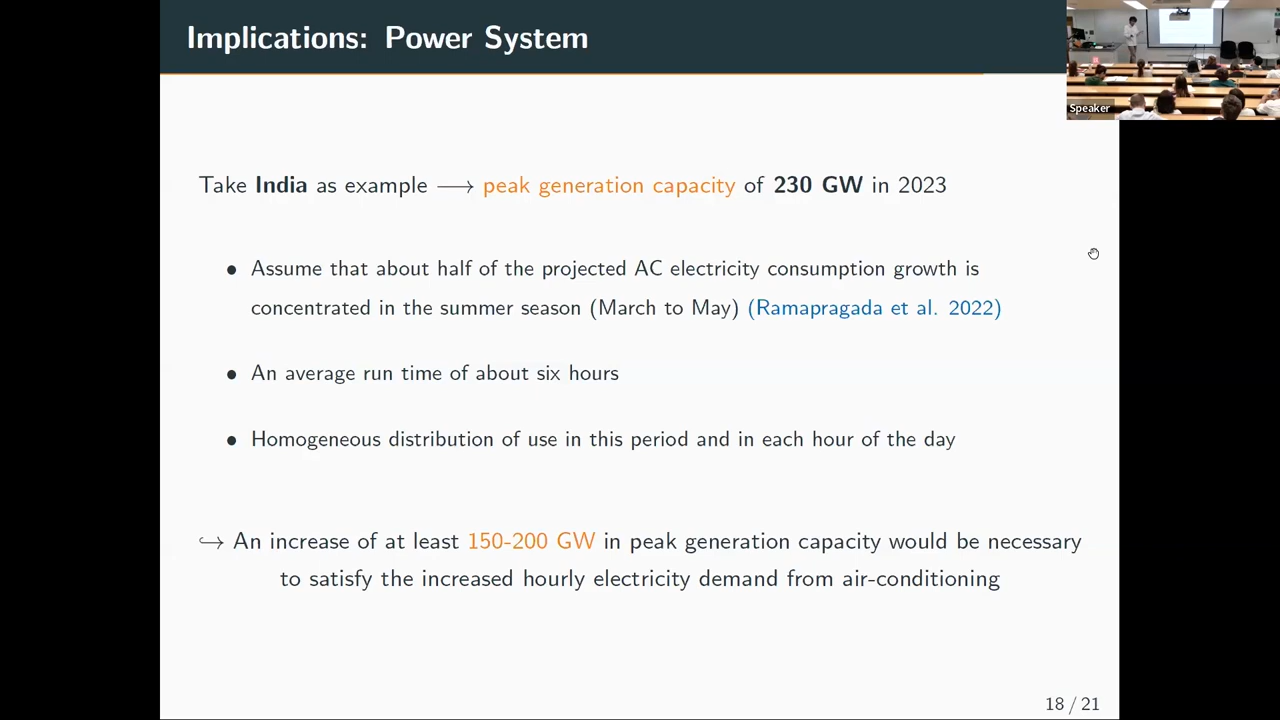 Implications: Power System
Speaker
Take India as example ⟶ peak generation capacity of 230 GW in 2023
• Assume that about half of the projected AC electricity consumption growth is
concentrated in the summer season (March to May) (Ramapragada et al. 2022)
• An average run time of about six hours
• Homogeneous distribution of use in this period and in each hour of the day
↪ An increase of at least 150-200 GW in peak generation capacity would be necessary
to satisfy the increased hourly electricity demand from air-conditioning
18 / 21